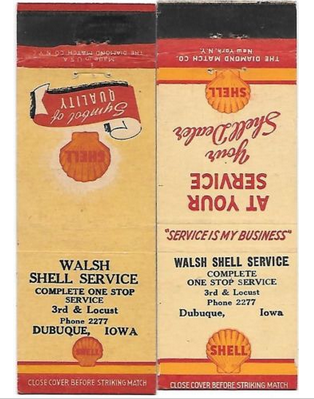 MADE IN U.S.A.
THE DIAMOND MATCH CO. N.Y.C.
Symbol of
QUALITY
SHELL
WALSH
SHELL SERVICE
COMPLETE ONE STOP
SERVICE
3rd & Locust
Phone 2277
DUBUQUE, IOWA
SHELL
CLOSE COVER BEFORE STRIKING MATCH
THE DIAMOND MATCH CO.
New York, N.Y.
SHELL
AT YOUR
SERVICE
Your
Shell Dealer
"SERVICE IS MY BUSINESS"
WALSH SHELL SERVICE
COMPLETE
ONE STOP SERVICE
3rd & Locust
Phone 2277
Dubuque, Iowa
SHELL
CLOSE COVER BEFORE STRIKING MATCH